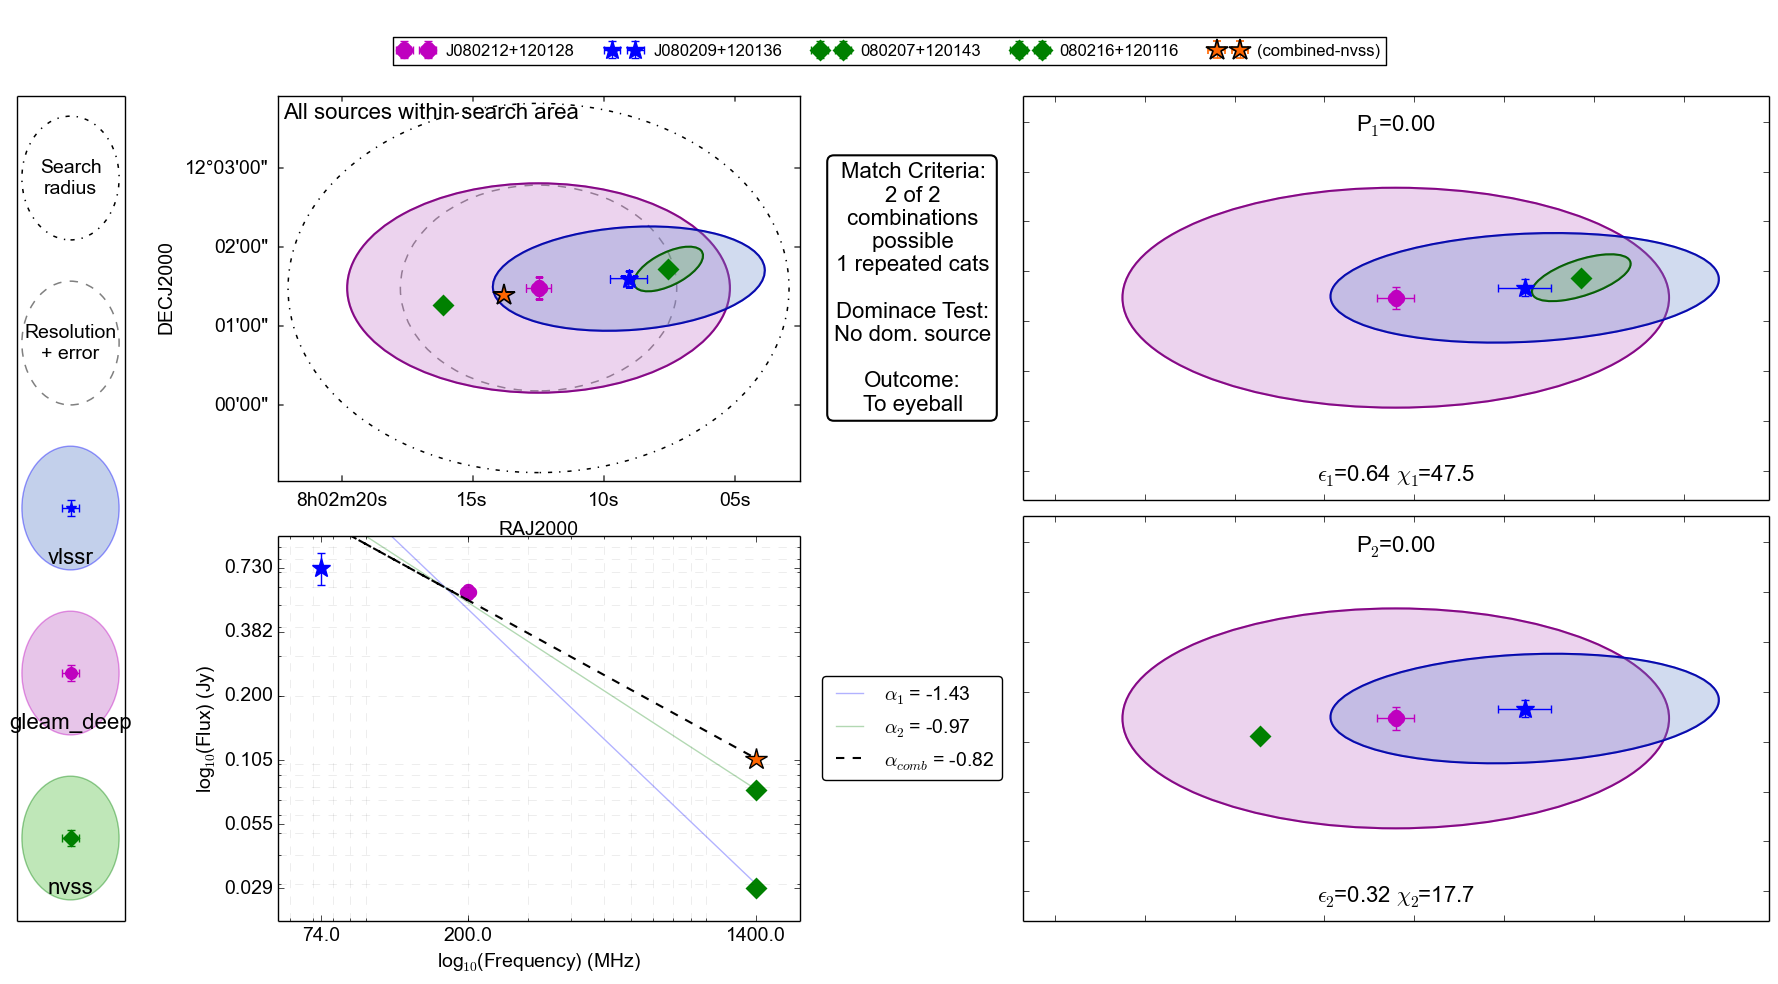 J080212+120128 J080209+120136 080207+120143 080216+120116 (combined-nvss)
Search
radius
Resolution
+ error
vlssr
gleam_deep
nvss
All sources within search area
DECJ2000
12°03'00"
02'00"
01'00"
00'00"
8h02m20s 15s 10s 05s
RAJ2000
Match Criteria:
2 of 2
combinations
possible
1 repeated cats
Dominace Test:
No dom. source
Outcome:
To eyeball
P1=0.00
ϵ1=0.64 χ1=47.5
log10(Flux) (Jy)
0.730
0.382
0.200
0.105
0.055
0.029
74.0 200.0 1400.0
log10(Frequency) (MHz)
α1 = -1.43
α2 = -0.97
αcomb = -0.82
P2=0.00
ϵ2=0.32 χ2=17.7